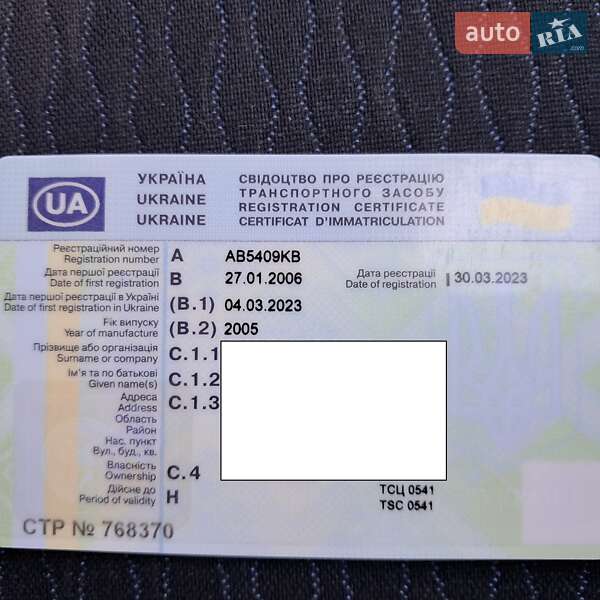 auto RIA.com
УКРАЇНА
UKRAINE
UKRAINE
UA
СВІДОЦТВО ПРО РЕЄСТРАЦІЮ
ТРАНСПОРТНОГО ЗАСОБУ
REGISTRATION CERTIFICATE
CERTIFICAT D'IMMATRICULATION
Реєстраційний номер
Registration number A AB5409KB
Дата першої реєстрації
Date of first registration B 27.01.2006
Дата реєстрації
Date of registration I 30.03.2023
Дата першої реєстрації в Україні
Date of first registration in Ukraine (B.1) 04.03.2023
Рік випуску
Year of manufacture (B.2) 2005
Прізвище або організація
Surname or company C.1.1
Ім'я та по батькові
Given name(s) C.1.2
Адреса
Address C.1.3
Область
Район
Нас. пункт
Вул., буд., кв.
Власність
Ownership C.4
Дійсне до
Period of validity H
ТСЦ 0541
TSC 0541
СТР № 768370